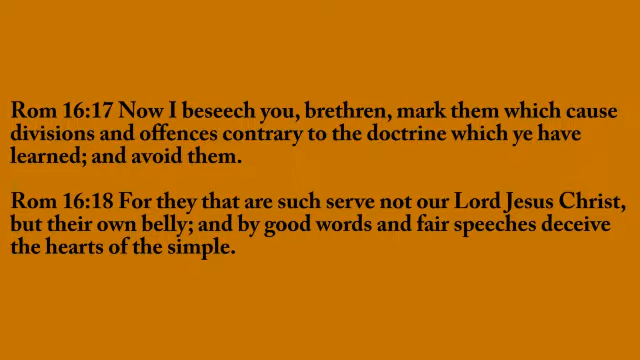 Rom 16:17 Now I beseech you, brethren, mark them which cause
divisions and offences contrary to the doctrine which ye have
learned; and avoid them.
Rom 16:18 For they that are such serve not our Lord Jesus Christ,
but their own belly; and by good words and fair speeches deceive
the hearts of the simple.